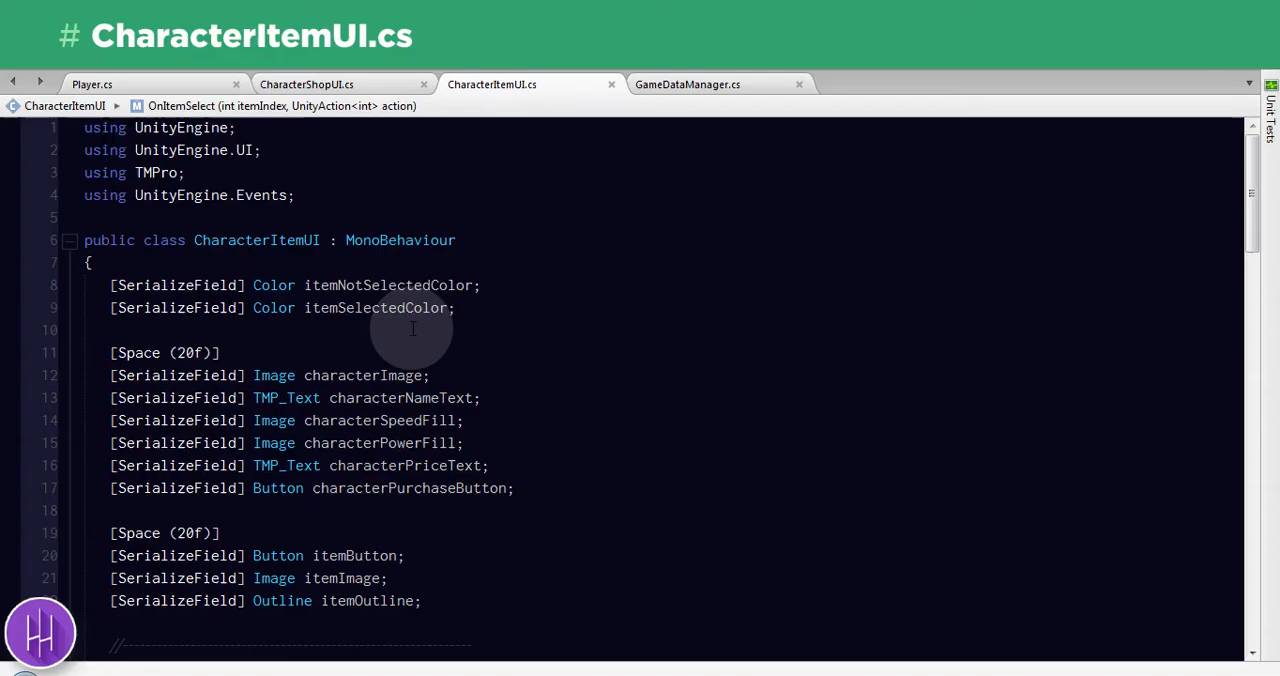 # CharacterItemUI.cs
Player.cs
CharacterShopUI.cs
CharacterItemUI.cs
GameDataManager.cs
CharacterItemUI
M OnItemSelect (int itemIndex, UnityAction<int> action)
Unit Tests
1 using UnityEngine;
2 using UnityEngine.UI;
3 using TMPro;
4 using UnityEngine.Events;
5
6 public class CharacterItemUI : MonoBehaviour
7 {
8 [SerializeField] Color itemNotSelectedColor;
9 [SerializeField] Color itemSelectedColor;
10
11 [Space (20f)]
12 [SerializeField] Image characterImage;
13 [SerializeField] TMP_Text characterNameText;
14 [SerializeField] Image characterSpeedFill;
15 [SerializeField] Image characterPowerFill;
16 [SerializeField] TMP_Text characterPriceText;
17 [SerializeField] Button characterPurchaseButton;
18
19 [Space (20f)]
20 [SerializeField] Button itemButton;
21 [SerializeField] Image itemImage;
[SerializeField] Outline itemOutline;
//--------------------------------------------